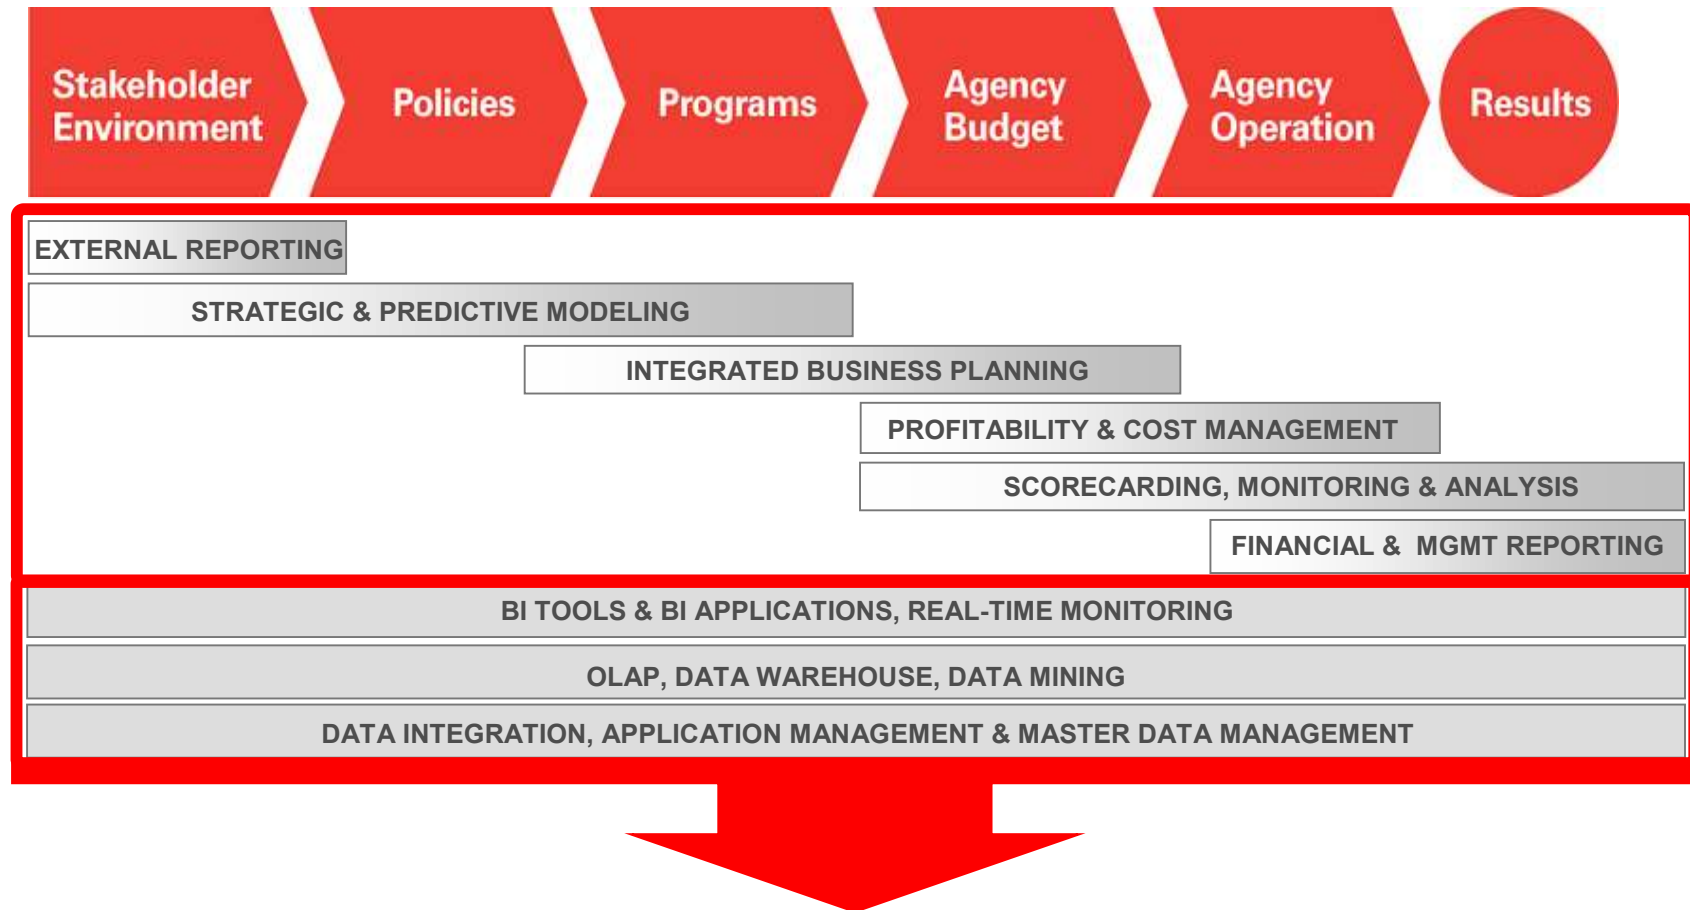 Stakeholder
Environment
Policies
Programs
Agency
Budget
Agency
Operation
Results
EXTERNAL REPORTING
STRATEGIC & PREDICTIVE MODELING
INTEGRATED BUSINESS PLANNING
PROFITABILITY & COST MANAGEMENT
SCORECARDING, MONITORING & ANALYSIS
FINANCIAL & MGMT REPORTING
BI TOOLS & BI APPLICATIONS, REAL-TIME MONITORING
OLAP, DATA WAREHOUSE, DATA MINING
DATA INTEGRATION, APPLICATION MANAGEMENT & MASTER DATA MANAGEMENT